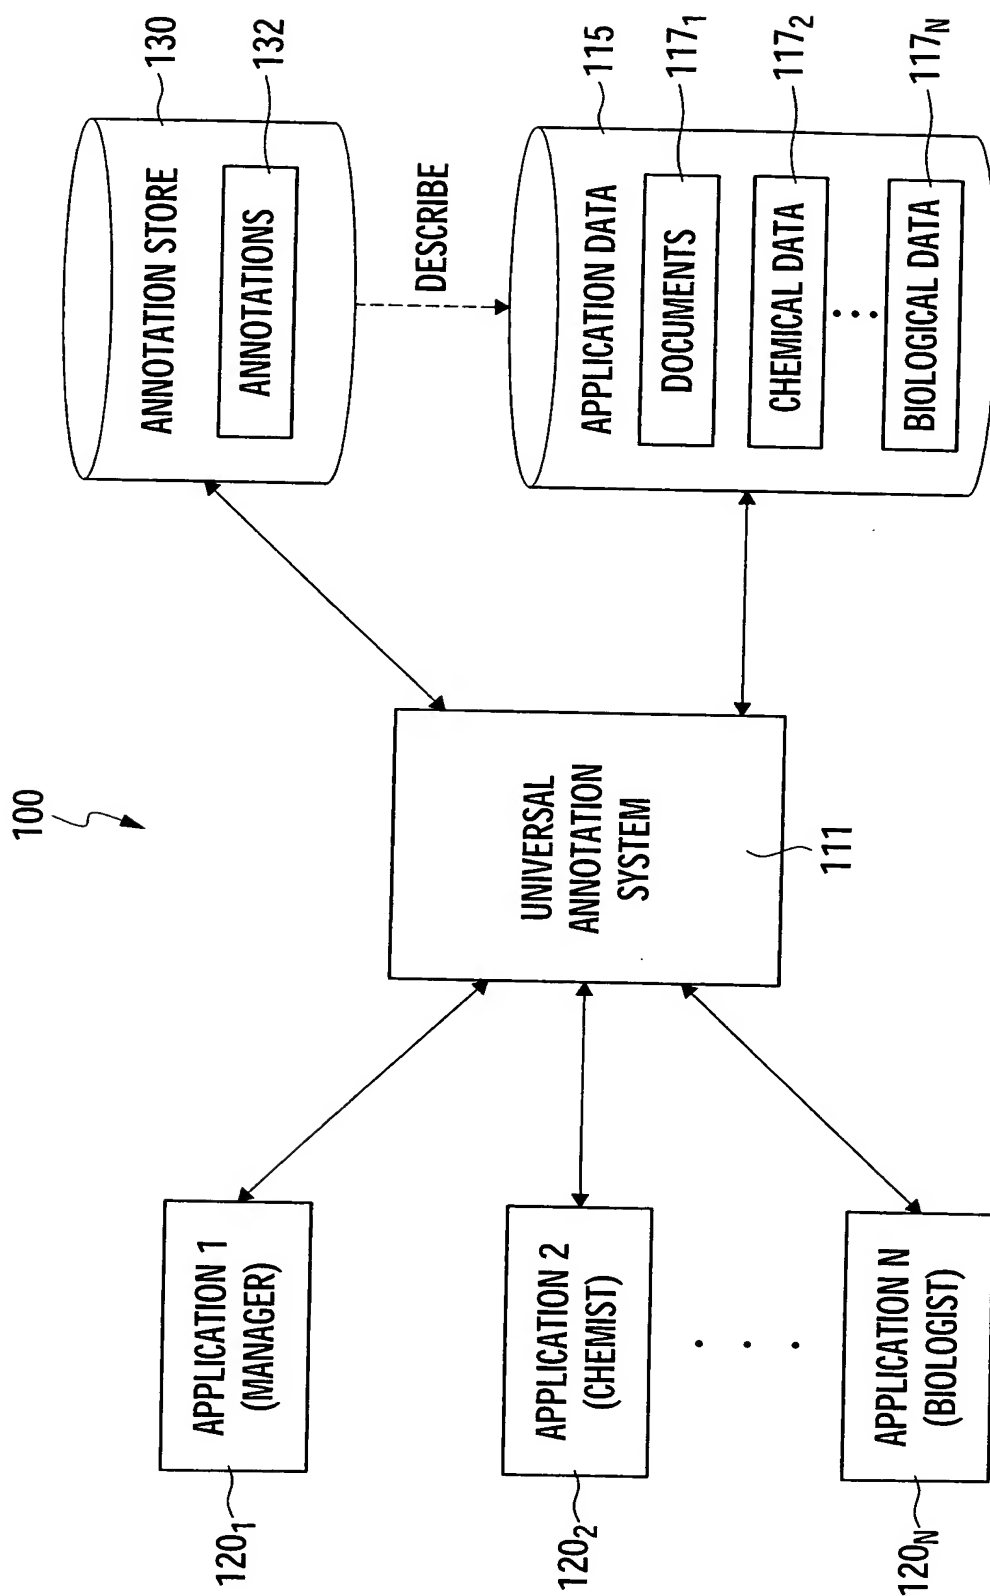 100
APPLICATION 1
(MANAGER)
120₁
APPLICATION 2
(CHEMIST)
120₂
APPLICATION N
(BIOLOGIST)
120N
UNIVERSAL
ANNOTATION
SYSTEM
111
ANNOTATION STORE
130
ANNOTATIONS
132
DESCRIBE
APPLICATION DATA
115
DOCUMENTS
117₁
CHEMICAL DATA
117₂
BIOLOGICAL DATA
117N